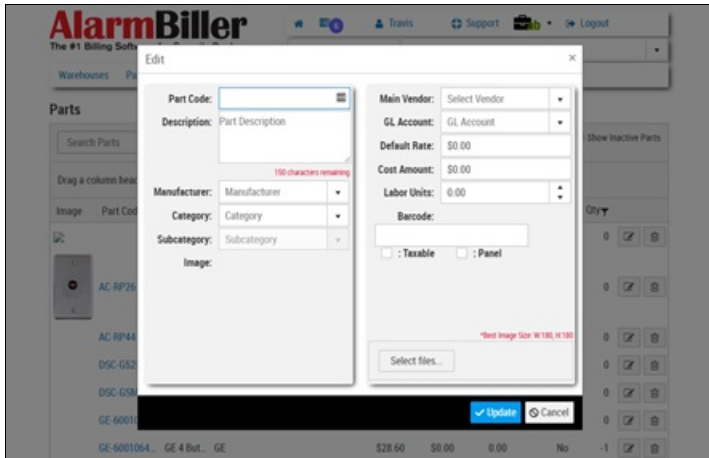 AlarmBiller
Travis
Support
Logout
The #1 Billing
Warehouses
Parts
Search Parts
Show Inactive Parts
Drag a column head
Image Part Cod
Qty
Edit
Part Code:
Description: Part Description
150 characters remaining
Manufacturer: Manufacturer
Category: Category
Subcategory: Subcategory
Image:
Main Vendor: Select Vendor
GL Account: GL Account
Default Rate: $0.00
Cost Amount: $0.00
Labor Units: 0.00
Barcode:
: Taxable : Panel
*Best Image Size: W:180, H:180
Select files...
Update Cancel
0
AC-RP26 0
AC-RP44 0
DSC-G52 0
DSC-GSM 0
GE-60010 0
GE-6001064... GE 4 But... GE $28.60 $0.00 0.00 No -1